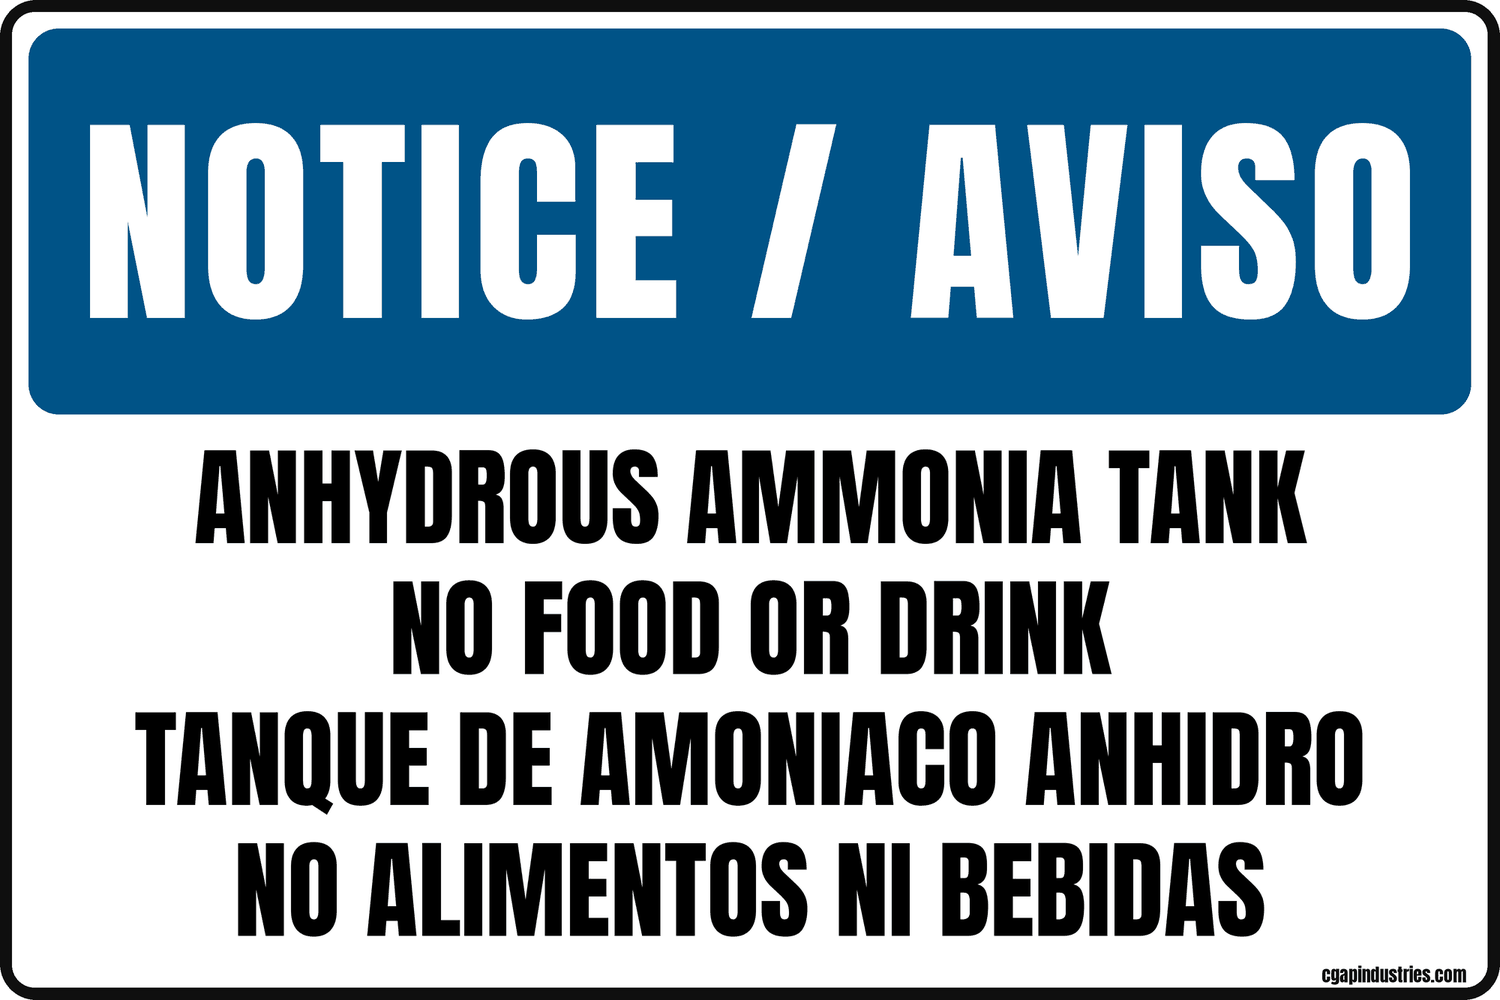 NOTICE / AVISO
ANHYDROUS AMMONIA TANK
NO FOOD OR DRINK
TANQUE DE AMONIACO ANHIDRO
NO ALIMENTOS NI BEBIDAS
cgapindustries.com